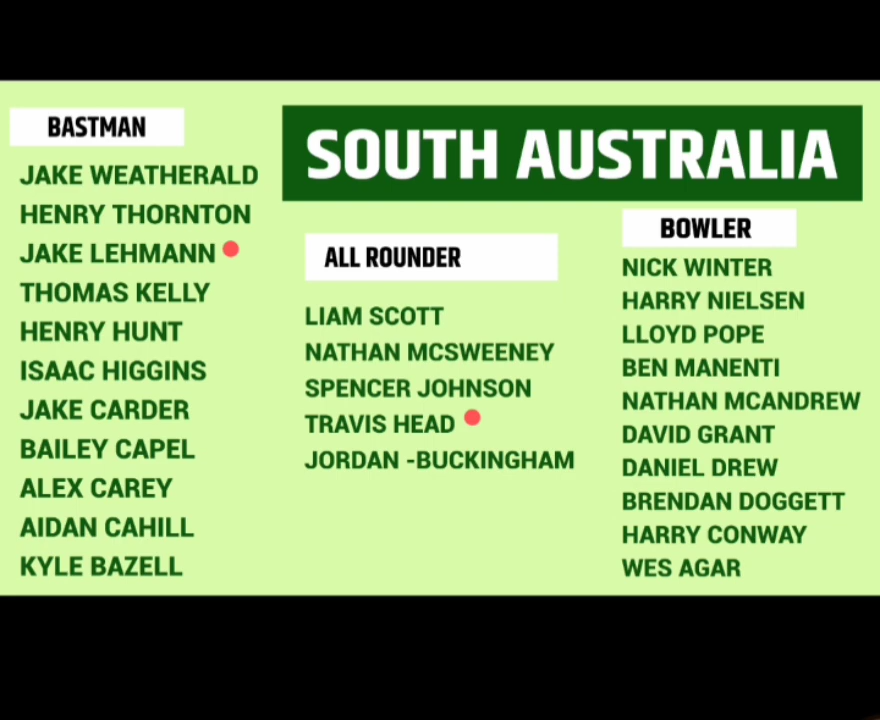 BASTMAN
JAKE WEATHERALD
HENRY THORNTON
JAKE LEHMANN
THOMAS KELLY
HENRY HUNT
ISAAC HIGGINS
JAKE CARDER
BAILEY CAPEL
ALEX CAREY
AIDAN CAHILL
KYLE BAZELL
SOUTH AUSTRALIA
ALL ROUNDER
LIAM SCOTT
NATHAN MCSWEENEY
SPENCER JOHNSON
TRAVIS HEAD
JORDAN -BUCKINGHAM
BOWLER
NICK WINTER
HARRY NIELSEN
LLOYD POPE
BEN MANENTI
NATHAN MCANDREW
DAVID GRANT
DANIEL DREW
BRENDAN DOGGETT
HARRY CONWAY
WES AGAR